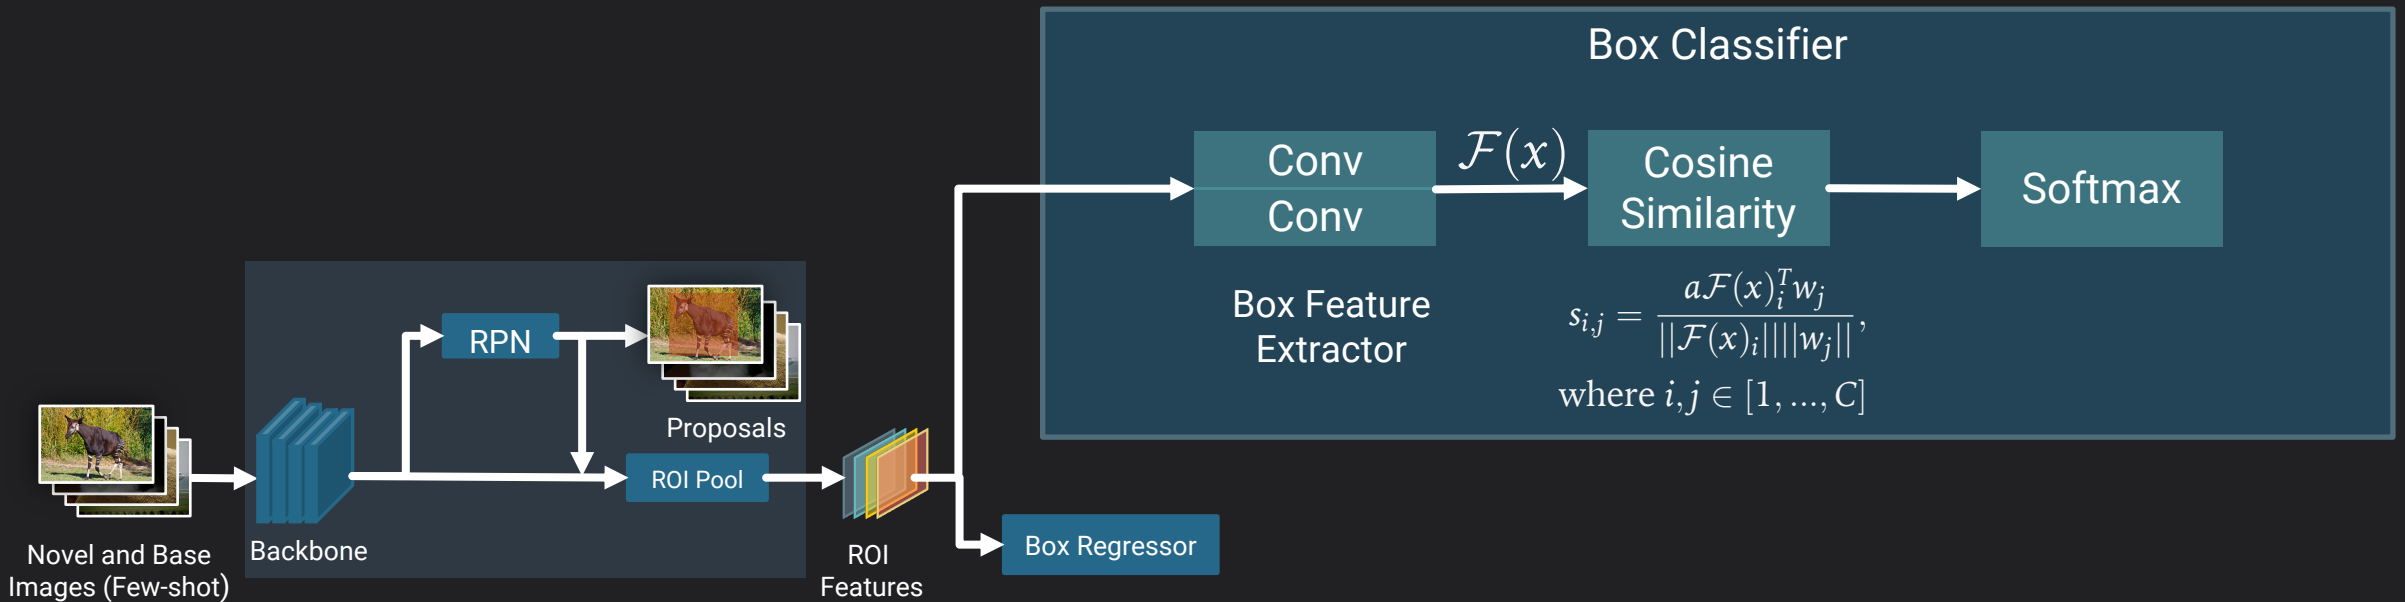 Box Classifier
Conv
Conv
𝓕(x)
Cosine
Similarity
Softmax
Box Feature
Extractor
s_{i,j} = \frac{a𝓕(x)_i^T w_j}{||𝓕(x)_i||||w_j||},
where i, j ∈ [1, ..., C]
RPN
Proposals
ROI Pool
Backbone
Novel and Base
Images (Few-shot)
ROI
Features
Box Regressor